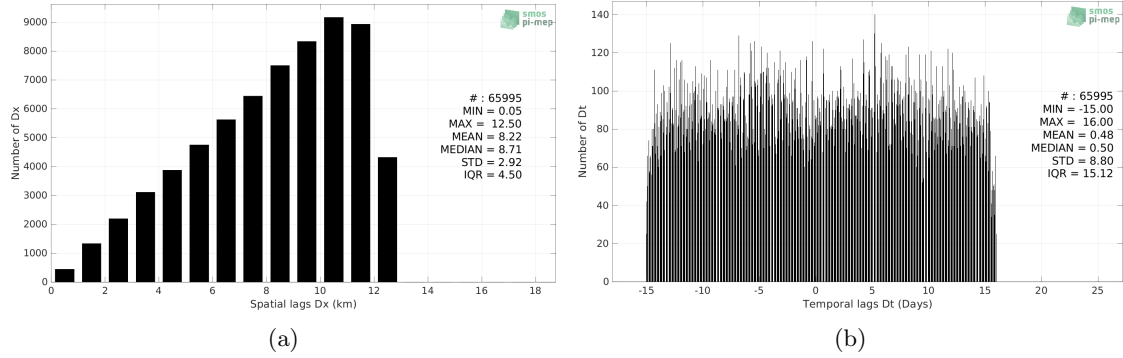 9000
8000
7000
6000
5000
4000
3000
2000
1000
0
Number of Dx
0 2 4 6 8 10 12 14 16 18
Spatial lags Dx (km)
smos
pi-mep
# : 65995
MIN = 0.05
MAX = 12.50
MEAN = 8.22
MEDIAN = 8.71
STD = 2.92
IQR = 4.50
(a)
140
120
100
80
60
40
20
0
Number of Dt
-15 -10 -5 0 5 10 15 20 25
Temporal lags Dt (Days)
smos
pi-mep
# : 65995
MIN = -15.00
MAX = 16.00
MEAN = 0.48
MEDIAN = 0.50
STD = 8.80
IQR = 15.12
(b)